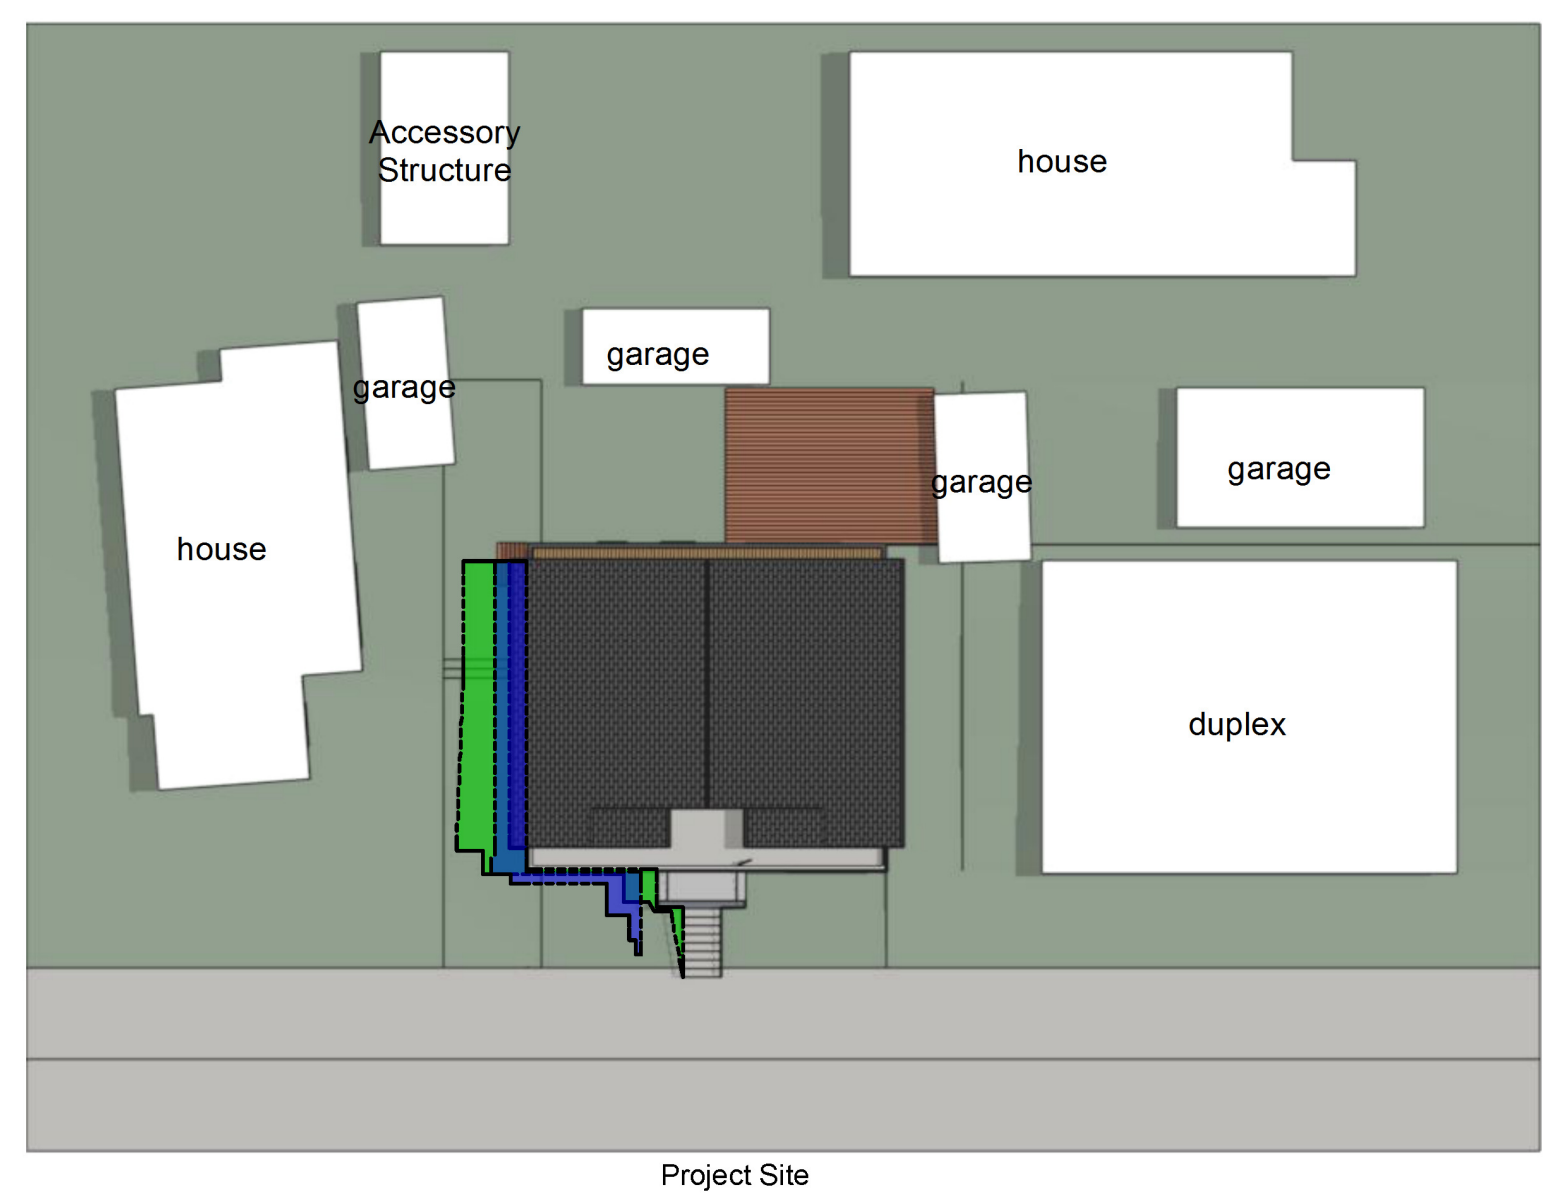 Accessory
Structure
house
garage
garage
garage
garage
house
duplex
Project Site